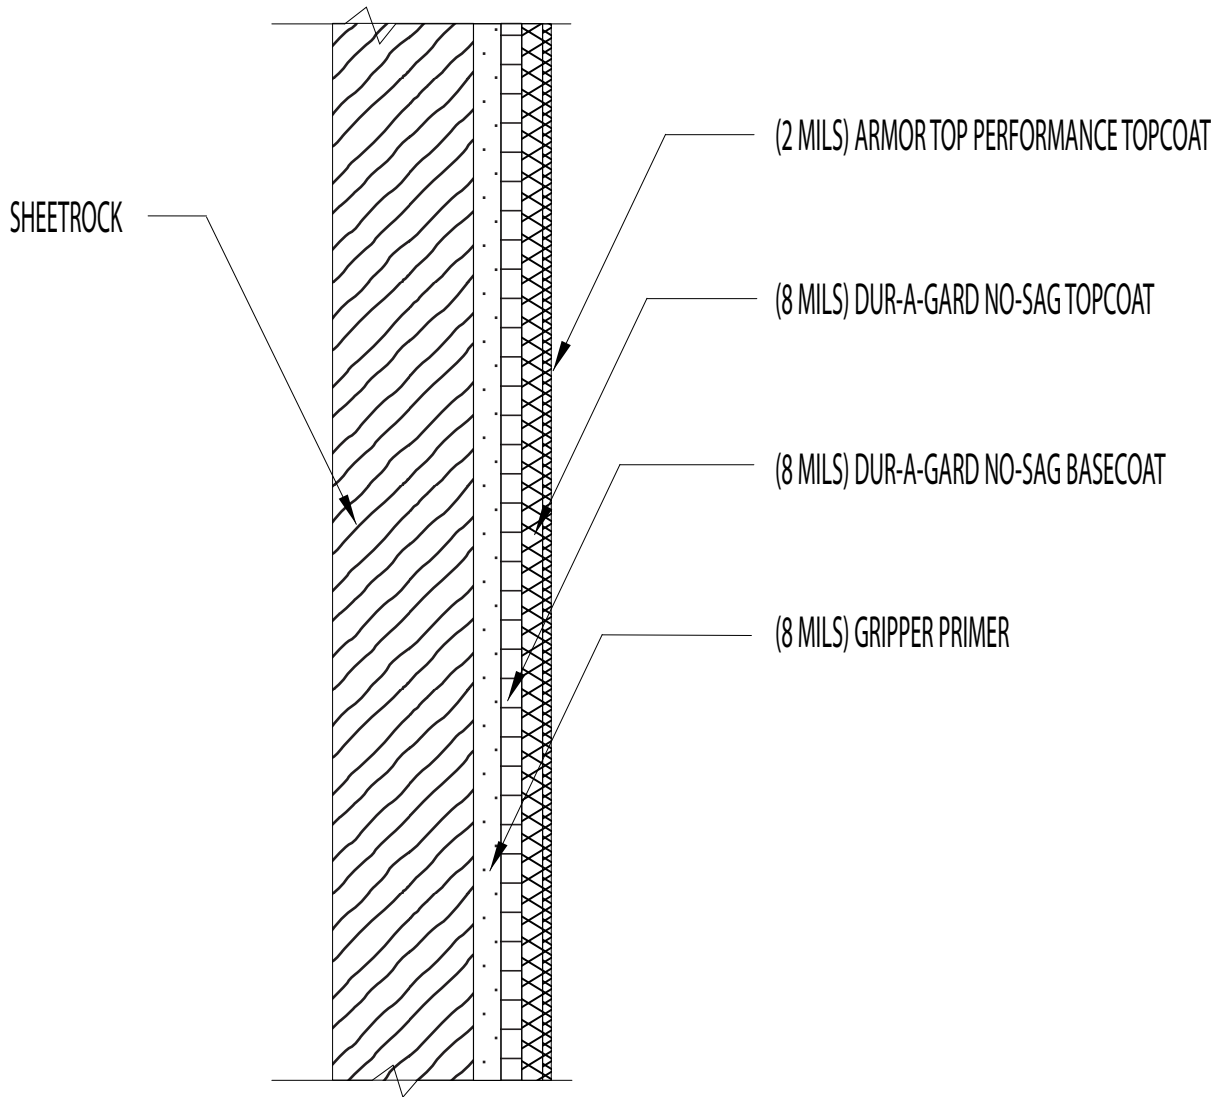 (2 MILS) ARMOR TOP PERFORMANCE TOPCOAT
SHEETROCK
(8 MILS) DUR-A-GARD NO-SAG TOPCOAT
(8 MILS) DUR-A-GARD NO-SAG BASECOAT
(8 MILS) GRIPPER PRIMER